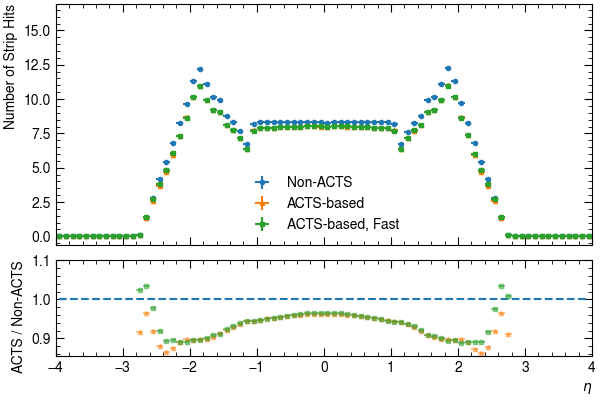 Number of Strip Hits
15.0
12.5
10.0
7.5
5.0
2.5
0.0
Non-ACTS
ACTS-based
ACTS-based, Fast
ACTS / Non-ACTS
1.1
1.0
0.9
−4 −3 −2 −1 0 1 2 3 4
η